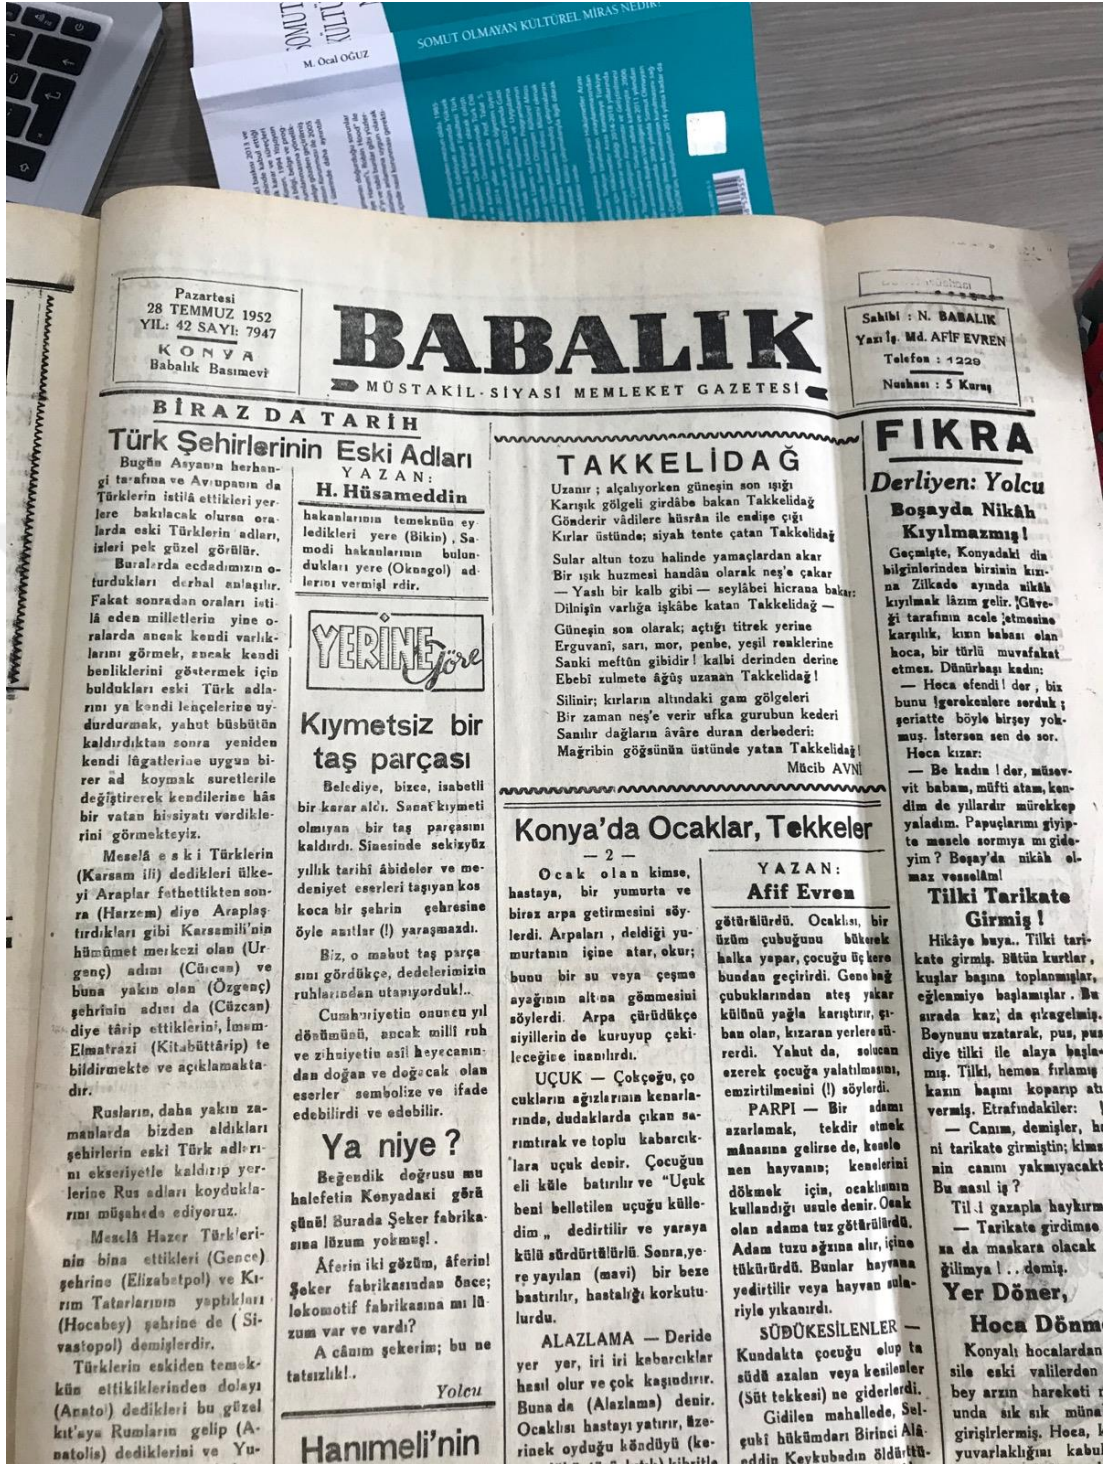 SOMUT OLMAYAN KÜLTÜREL MİRAS NEDİR?
M. Öcal OĞUZ
Pazartesi
28 TEMMUZ 1952
YIL: 42 SAYI: 7947
KONYA
Babalık Basımevi
BABALIK
MÜSTAKİL-SİYASİ MEMLEKET GAZETESİ
Sahibi : N. BABALIK
Yazı İş. Md. AFİF EVREN
Telefon : 1229
Nushası : 5 Kuruş
BİRAZ DA TARİH
Türk Şehirlerinin Eski Adları
YAZAN:
H. Hüsameddin
Bugün Asyanın herhan-
gi tarafına ve Avrupanın da
Türklerin istilâ ettikleri yer-
lere bakılacak olursa ora-
larda eski Türklerin adları,
izleri pek güzel görülür.
Buralarda ecdadımızın o-
turdukları derhal anlaşılır.
Fakat sonradan oraları isti-
lâ eden milletlerin yine o-
ralarda ancak kendi varlık-
larını görmek, ancak kendi
benliklerini göstermek için
buldukları eski Türk adla-
rını ya kendi lençelerine uy-
durdurmak, yahut büsbütün
kaldırdıktan sonra yeniden
kendi lûgatlerine uygun bi-
rer ad koymak suretlerile
değiştirerek kendilerine hâs
bir vatan hissiyatı verdikle-
rini görmekteyiz.
Meselâ eski Türklerin
(Karsam ili) dedikleri ülke-
yi Araplar fethettikten son-
ra (Harzem) diye Araplaş-
tırdıkları gibi Karsamili'nin
hümûmet merkezi olan (Ur
genç) adını (Cürcan) ve
buna yakın olan (Özgenç)
şehrinin adını da (Cüzcan)
diye târip ettiklerini, İmam-
Elmatrazi (Kitabüttârip) te
bildirmekte ve açıklamakta-
dır.
Rusların, daha yakın za-
manlarda bizden aldıkları
şehirlerin eski Türk adları-
nı ekseriyetle kaldırıp yer-
lerine Rus adları koydukla-
rını müşahede ediyoruz.
Meselâ Hazer Türkleri-
nin bina ettikleri (Gence)
şehrine (Elizabetpol) ve Kı-
rım Tatarlarının yaptıkları
(Hocabey) şehrine de ( Si-
vastopol) demişlerdir.
Türklerin eskiden temek-
kün ettikiklerinden dolayı
(Anatol) dedikleri bu güzel
kıt'aya Rumların gelip (A-
natolis) dediklerini ve Yu-
hakanlarının temeknün ey
ledikleri yere (Bikin) , Sa-
modi hakanlarının bulun-
dukları yere (Oknagol) ad-
larını vermişl rdir.
YERİNE göre
Kıymetsiz bir
taş parçası
Belediye, bizce, isabetli
bir karar aldı. Sanat kıymeti
olmıyan bir taş parçasını
kaldırdı. Sinesinde sekizyüz
yıllık tarihî âbideler ve me-
deniyet eserleri taşıyan kos
koca bir şehrin çehresine
öyle anıtlar (!) yaraşmazdı.
Biz, o mahut taş parça
sını gördükçe, dedelerimizin
ruhlarından utanıyorduk!..
Cumhuriyetin onuncu yıl
dönümünü, ancak millî ruh
ve zihniyetin asil heyecanın-
dan doğan ve doğacak olan
eserler sembolize ve ifade
edebilirdi ve edebilir.
Ya niye ?
Beğendik doğrusu mu
halefetin Konyadaki görü
şünü! Burada Şeker fabrika-
sına lüzum yokmuş! .
Âferin iki gözüm, âferin!
Şeker fabrikasından önce;
lokomotif fabrikasına mı lü-
zum var ve vardı?
A cânım şekerim; bu ne
tatsızlık!..
Yolcu
Hanımeli'nin
TAKKELİDAĞ
Uzanır ; alçalıyorken güneşin son ışığı
Karışık gölgeli girdâbe bakan Takkelidağ
Gönderir vâdilere hüsrân ile endişe çığı
Kırlar üstünde; siyah tente çatan Takkelidağ
Sular altun tozu halinde yamaçlardan akar
Bir ışık huzmesi handân olarak neş'e çakar
— Yaslı bir kalb gibi — seylâbei hicrana bakar;
Dilnişin varlığa işkâbe katan Takkelidağ —
Güneşin son olarak; açtığı titrek yerine
Erguvanî, sarı, mor, penbe, yeşil renklerine
Sanki meftûn gibidir ! kalbi derinden derine
Ebebî zulmete âğûş uzanan Takkelidağ !
Silinir; kırların altındaki gam gölgeleri
Bir zaman neş'e verir ufka gurubun kederi
Sanılır dağların âvâre duran derbederi:
Mağribin göğsünün üstünde yatan Takkelidağ!
Mücib AVNİ
Konya'da Ocaklar, Tekkeler
— 2 —
YAZAN:
Afif Evren
Ocak olan kimse,
hastaya, bir yumurta ve
biraz arpa getirmesini söy-
lerdi. Arpaları , deldiği yu-
murtanın içine atar, okur;
bunu bir su veya çeşme
ayağının altına gömmesini
söylerdi. Arpa çürüdükçe
siyillerin de kuruyup çeki-
leceğine inanılırdı.
UÇUK — Çokçoğu, ço
cukların ağızlarının kenarla-
rında, dudaklarda çıkan sa-
rımtırak ve toplu kabarcık-
lara uçuk denir. Çocuğun
eli küle batırılır ve "Uçuk
beni belletilen uçuğu külle-
dim „ dedirtilir ve yaraya
külü sürdürtülürlü. Sonra,ye-
re yayılan (mavi) bir beze
bastırılır, hastalığı korkutu-
lurdu.
ALAZLAMA — Deride
yer yer, iri iri kabarcıklar
hasıl olur ve çok kaşındırır.
Buna da (Alazlama) denir.
Ocaklısı hastayı yatırır, üze-
rinek oyduğu köndüyü (ke-
götürülürdü. Ocaklısı, bir
üzüm çubuğunu bükerek
halka yapar, çocuğu üç kere
bundan geçirirdi. Gene bağ
çubuklarından ateş yakar
külünü yağla karıştırır, çı-
ban olan, kızaran yerlere sü-
rerdi. Yahut da, solucan
ezerek çocuğa yalatılmasını,
emzirtilmesini (!) söylerdi.
PARPI — Bir adamı
azarlamak, tekdir etmek
mânasına gelirse de, kenele
nen hayvanın; kenelerini
dökmek için, ocaklısının
kullandığı usule denir. Ocak
olan adama tuz götürülürdü.
Adam tuzu ağzına alır, içine
tükürürdü. Bunlar hayvana
yedirtilir veya hayvan sula-
riyle yıkanırdı.
SÜDÜKESİLENLER —
Kundakta çocuğu olup ta
südü azalan veya kesilenler
(Süt tekkesi) ne giderlerdi.
Gidilen mahallede, Sel-
çukî hükümdarı Birinci Alâ-
eddin Keykubadın öldürttü-
FIKRA
Derliyen: Yolcu
Boşayda Nikâh
Kıyılmazmış !
Geçmişte, Konyadaki din
bilginlerinden birsinin kızı-
na Zilkade ayında nikâh
kıyılmak lâzım gelir. Güve-
ği tarafının acele etmesine
karşılık, kızın babası olan
hoca, bir türlü muvafakat
etmez. Dünürbaşı kadın:
— Hoca efendi ! der , biz
bunu gerekenlere sorduk ;
şeriatte böyle birşey yok-
muş. İstersen sen de sor.
Hoca kızar:
— Be kadın ! der, müsev-
vit babam, müfti atam, ken-
dim de yıllardır mürekkep
yaladım. Papuçlarımı giyip-
te mesele sormıya mı gide-
yim ? Boşay'da nikâh ol-
maz vesselâm!
Tilki Tarikate
Girmiş !
Hikâye buya.. Tilki tari-
kate girmiş. Bütün kurtlar ,
kuşlar başına toplanmışlar,
eğlenmiye başlamışlar . Bu
sırada kaz; da çıkagelmiş.
Boynunu uzatarak, pus, pus
diye tilki ile alaya başla-
mış. Tilki, hemen fırlamış
kazın başını koparıp atı
vermiş. Etrafındakiler:
— Canım, demişler, ha
ni tarikate girmiştin; kims
nin canını yakmıyacakt
Bu nasıl iş ?
Tilki gazapla haykırm
— Tarikate girdimse
za da maskara olacak
ğilimya ! . . demiş.
Yer Döner,
Hoca Dönm
Konyalı hocalardan
sile eski valilerden
bey arzın hareketi
unda sık sık müna
girişirlermiş. Hoca,
yuvarlaklığını kabul